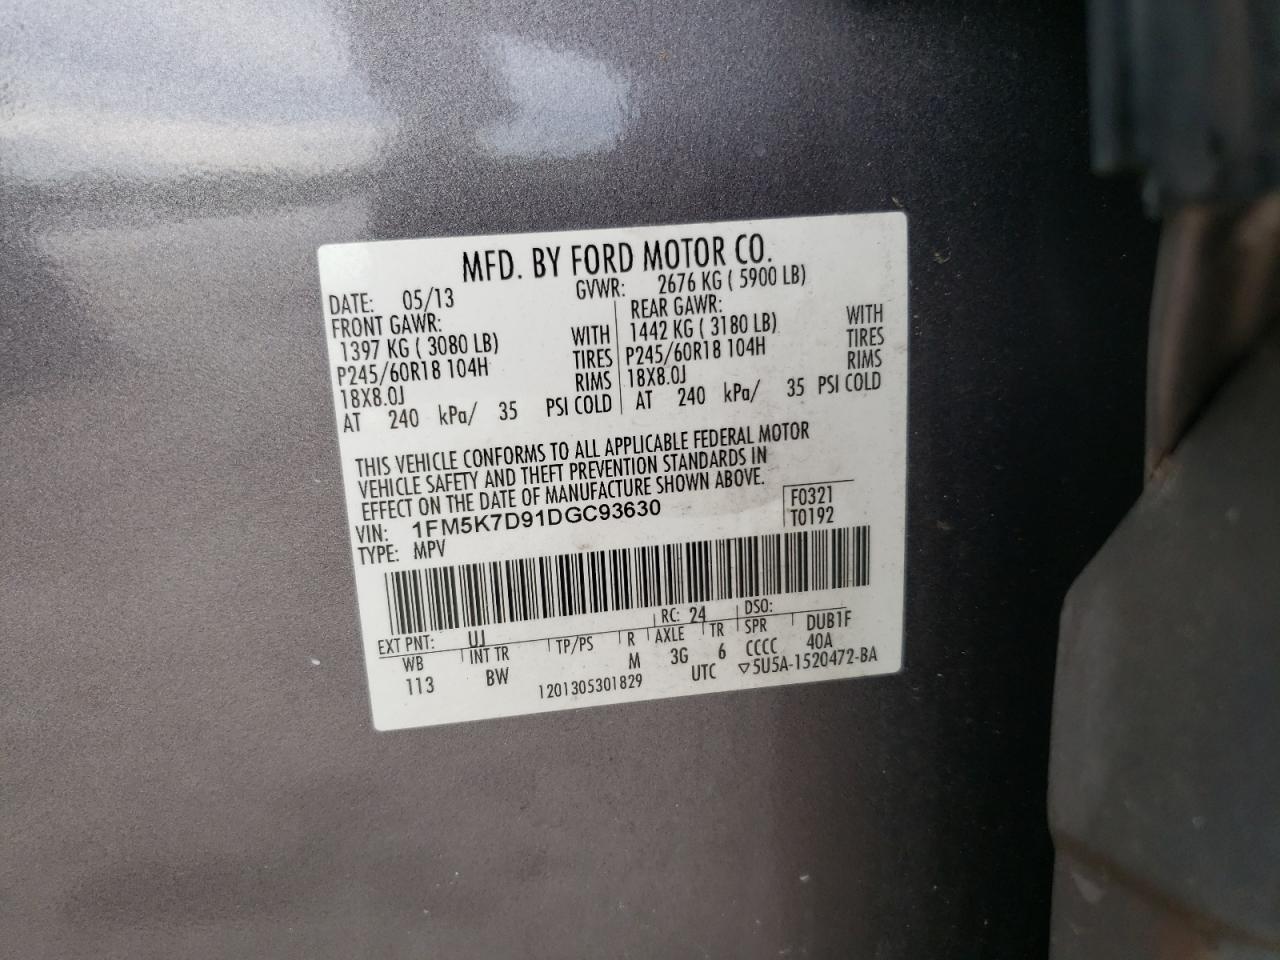 MFD. BY FORD MOTOR CO.
DATE: 05/13 GVWR: 2676 KG ( 5900 LB)
FRONT GAWR: REAR GAWR:
1397 KG ( 3080 LB) WITH 1442 KG ( 3180 LB) WITH
P245/60R18 104H TIRES P245/60R18 104H TIRES
18X8.0J RIMS 18X8.0J RIMS
AT 240 kPa/ 35 PSI COLD AT 240 kPa/ 35 PSI COLD
THIS VEHICLE CONFORMS TO ALL APPLICABLE FEDERAL MOTOR
VEHICLE SAFETY AND THEFT PREVENTION STANDARDS IN
EFFECT ON THE DATE OF MANUFACTURE SHOWN ABOVE.
VIN: 1FM5K7D91DGC93630 F0321
TYPE: MPV T0192
EXT PNT: UJ RC: 24 DSO:
WB INT TR TP/PS R AXLE TR SPR DUB1F
113 BW M 3G 6 CCCC 40A
1201305301829 UTC ▽5U5A-1520472-BA